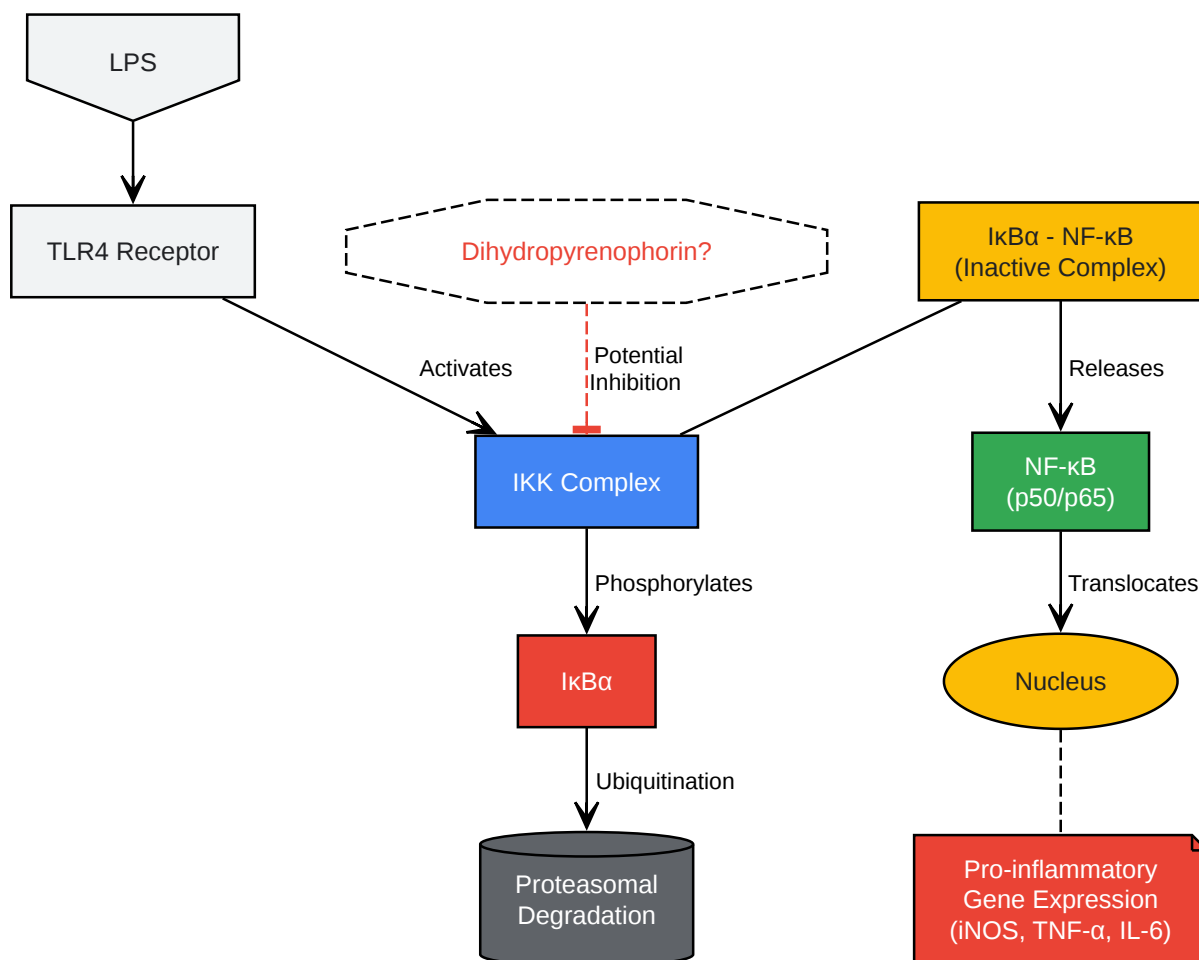 LPS
TLR4 Receptor
Dihydropyrenophorin?
IκBα - NF-κB
(Inactive Complex)
Activates
Potential
Inhibition
Releases
IKK Complex
NF-κB
(p50/p65)
Phosphorylates
Translocates
IκBα
Nucleus
Ubiquitination
Proteasomal
Degradation
Pro-inflammatory
Gene Expression
(iNOS, TNF-α, IL-6)